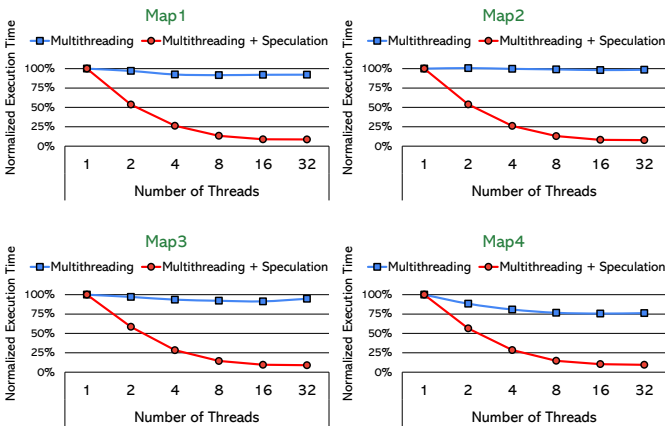 Map1
Multithreading Multithreading + Speculation
Normalized Execution Time
100%
75%
50%
25%
0%
1 2 4 8 16 32
Number of Threads
Map2
Multithreading Multithreading + Speculation
Normalized Execution Time
100%
75%
50%
25%
0%
1 2 4 8 16 32
Number of Threads
Map3
Multithreading Multithreading + Speculation
Normalized Execution Time
100%
75%
50%
25%
0%
1 2 4 8 16 32
Number of Threads
Map4
Multithreading Multithreading + Speculation
Normalized Execution Time
100%
75%
50%
25%
0%
1 2 4 8 16 32
Number of Threads